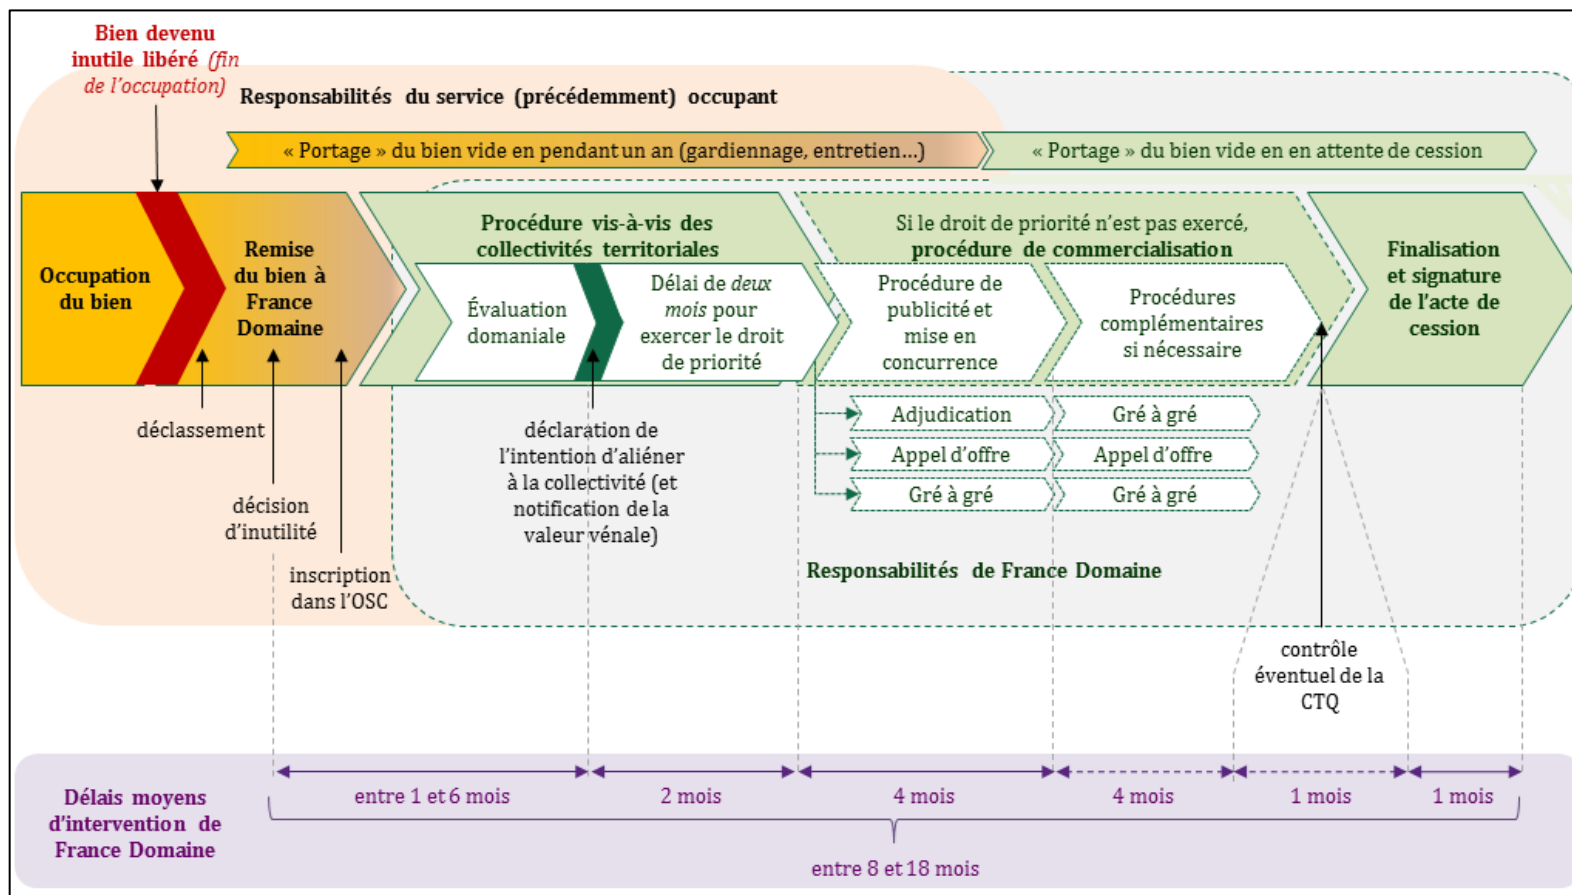 Bien devenu
inutile libéré (fin
de l’occupation)
Responsabilités du service (précédemment) occupant
« Portage » du bien vide en pendant un an (gardiennage, entretien…)
« Portage » du bien vide en en attente de cession
Occupation
du bien
Remise
du bien à
France
Domaine
Procédure vis-à-vis des
collectivités territoriales
Évaluation
domaniale
Délai de deux
mois pour
exercer le droit
de priorité
Si le droit de priorité n’est pas exercé,
procédure de commercialisation
Procédure de
publicité et
mise en
concurrence
Procédures
complémentaires
si nécessaire
Finalisation
et signature
de l’acte de
cession
déclassement
décision
d’inutilité
inscription
dans l’OSC
déclaration de
l’intention d’aliéner
à la collectivité (et
notification de la
valeur vénale)
Adjudication
Gré à gré
Appel d’offre
Appel d’offre
Gré à gré
Gré à gré
Responsabilités de France Domaine
contrôle
éventuel de la
CTQ
Délais moyens
d’intervention de
France Domaine
entre 1 et 6 mois
2 mois
4 mois
4 mois
1 mois
1 mois
entre 8 et 18 mois